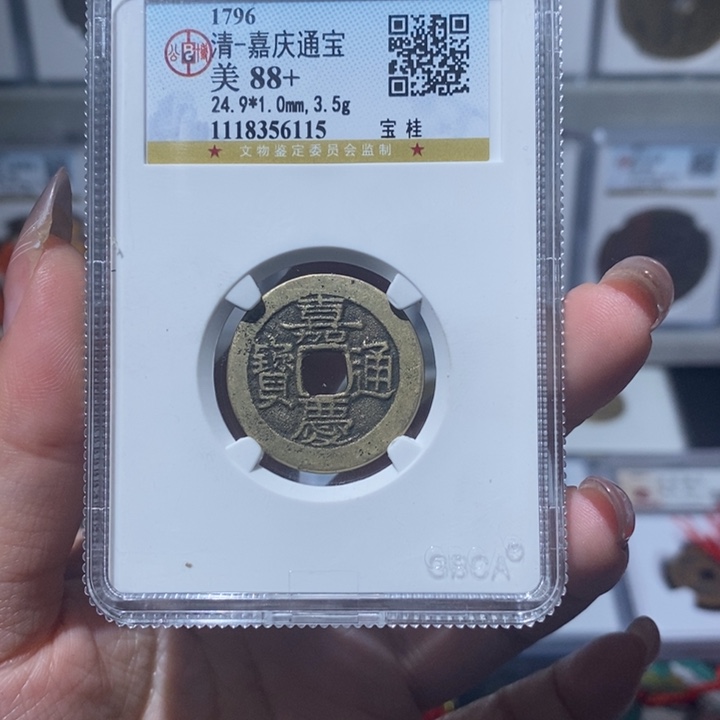 1796
清-嘉庆通宝
美 88+
24.9*1.0mm, 3.5g
1118356115 宝桂
★ 文物鉴定委员会监制 ★
嘉
寶 通
慶
GBCA